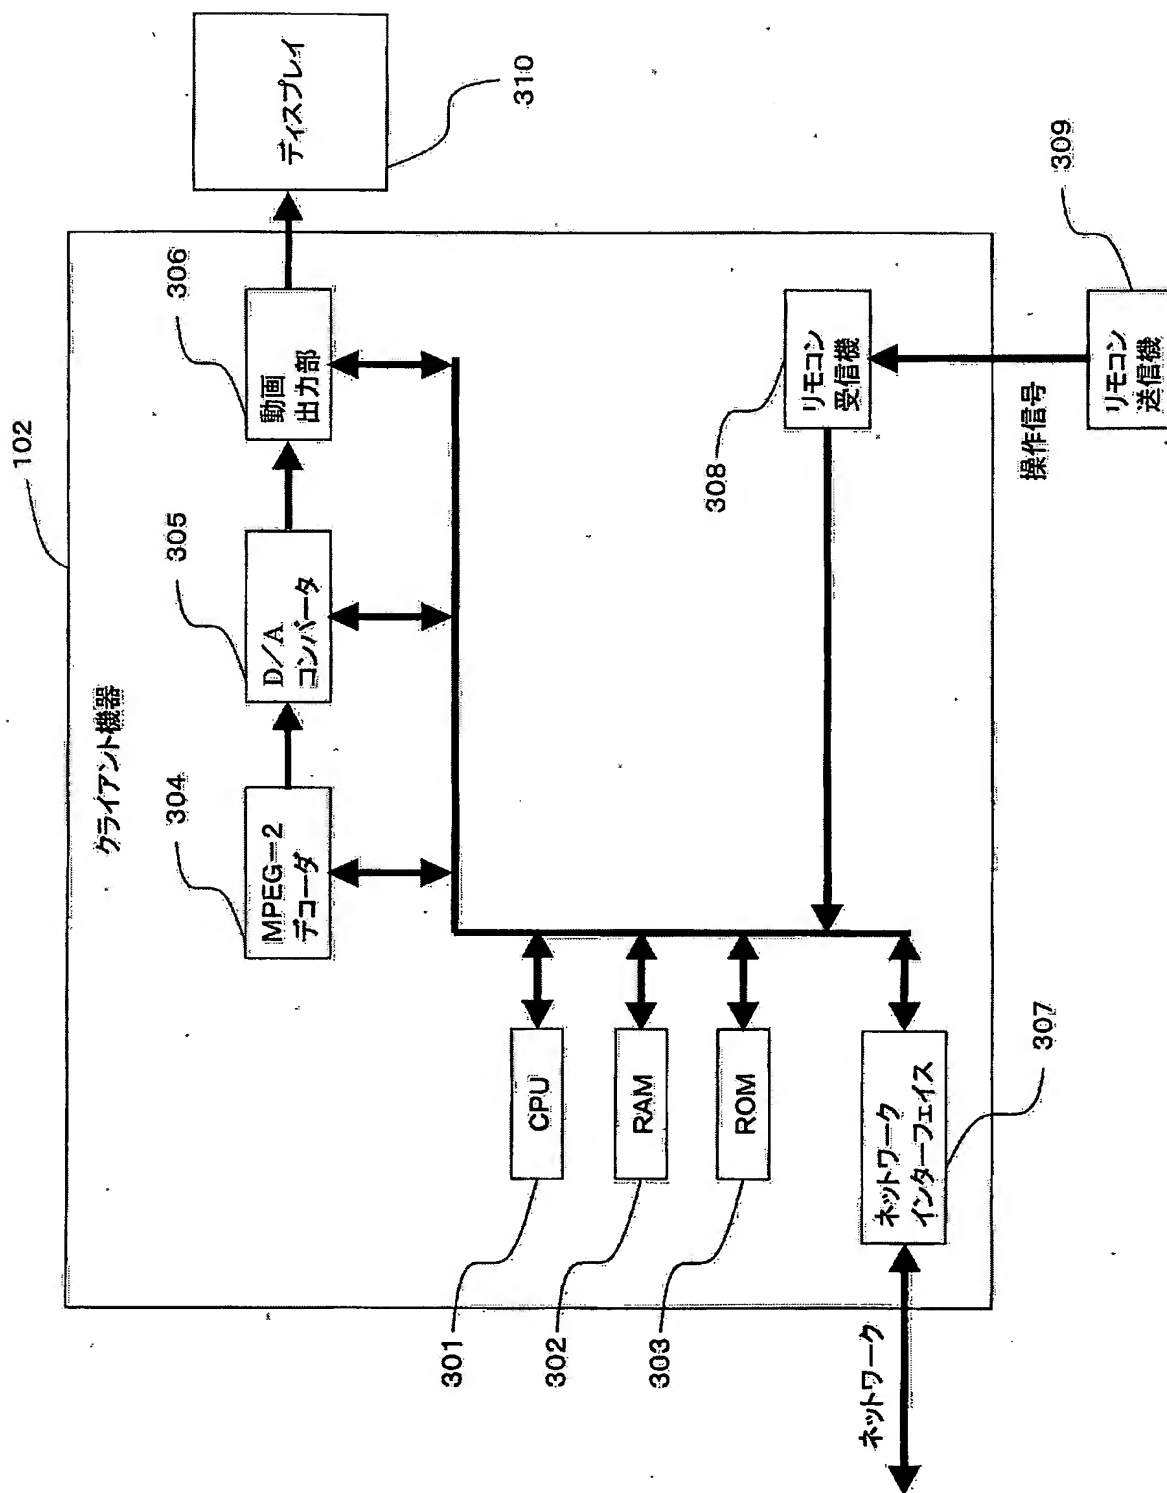 102
クライアント機器
304
MPEG=2
デコーダ
305
D/A
コンバータ
306
動画
出力部
ディスプレイ
310
301
CPU
302
RAM
303
ROM
308
リモコン
受信機
ネットワーク
ネットワーク
インターフェイス
307
操作信号
リモコン
送信機
309